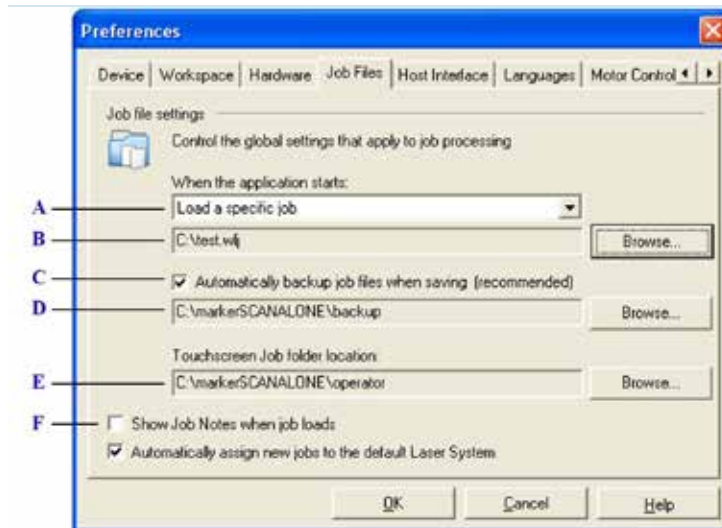 Preferences
Device Workspace Hardware Job Files Host Interface Languages Motor Control
Job file settings
Control the global settings that apply to job processing
When the application starts:
A Load a specific job
B C:\test.wlj Browse...
C Automatically backup job files when saving (recommended)
D C:\markerSCANALONE\backup Browse...
Touchscreen Job folder location
E C:\markerSCANALONE\operator Browse...
F Show Job Notes when job loads
Automatically assign new jobs to the default Laser System
OK Cancel Help